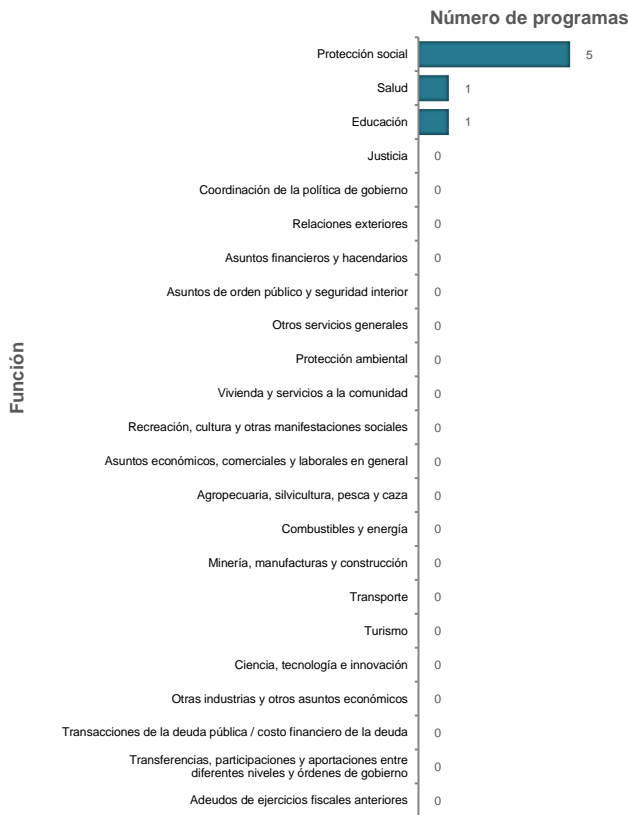 Número de programas
Función
Protección social 5
Salud 1
Educación 1
Justicia 0
Coordinación de la política de gobierno 0
Relaciones exteriores 0
Asuntos financieros y hacendarios 0
Asuntos de orden público y seguridad interior 0
Otros servicios generales 0
Protección ambiental 0
Vivienda y servicios a la comunidad 0
Recreación, cultura y otras manifestaciones sociales 0
Asuntos económicos, comerciales y laborales en general 0
Agropecuaria, silvicultura, pesca y caza 0
Combustibles y energía 0
Minería, manufacturas y construcción 0
Transporte 0
Turismo 0
Ciencia, tecnología e innovación 0
Otras industrias y otros asuntos económicos 0
Transacciones de la deuda pública / costo financiero de la deuda 0
Transferencias, participaciones y aportaciones entre
diferentes niveles y órdenes de gobierno 0
Adeudos de ejercicios fiscales anteriores 0